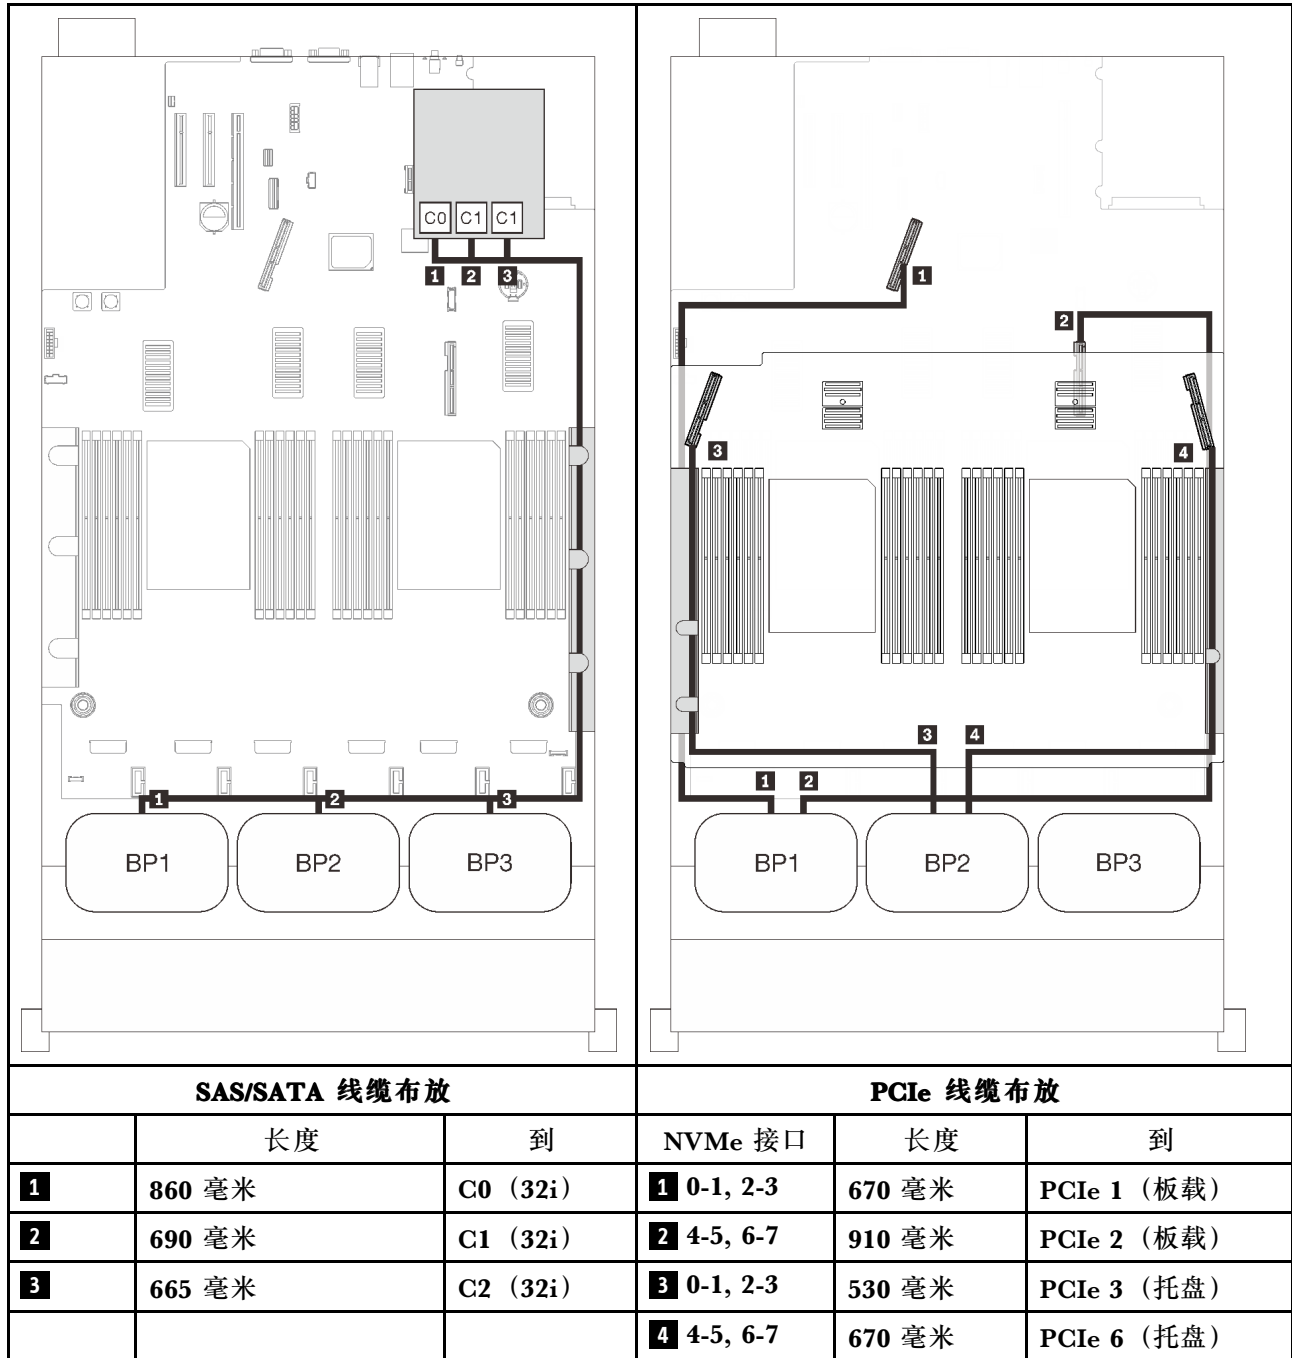 C0 C1 C1
1 2 3
1 2 3
BP1 BP2 BP3
1
2
3 4
3 4
1 2
BP1 BP2 BP3
SAS/SATA 线缆布放 PCIe 线缆布放
长度 到 NVMe 接口 长度 到
1 860 毫米 C0（32i） 1 0-1, 2-3 670 毫米 PCIe 1（板载）
2 690 毫米 C1（32i） 2 4-5, 6-7 910 毫米 PCIe 2（板载）
3 665 毫米 C2（32i） 3 0-1, 2-3 530 毫米 PCIe 3（托盘）
4 4-5, 6-7 670 毫米 PCIe 6（托盘）